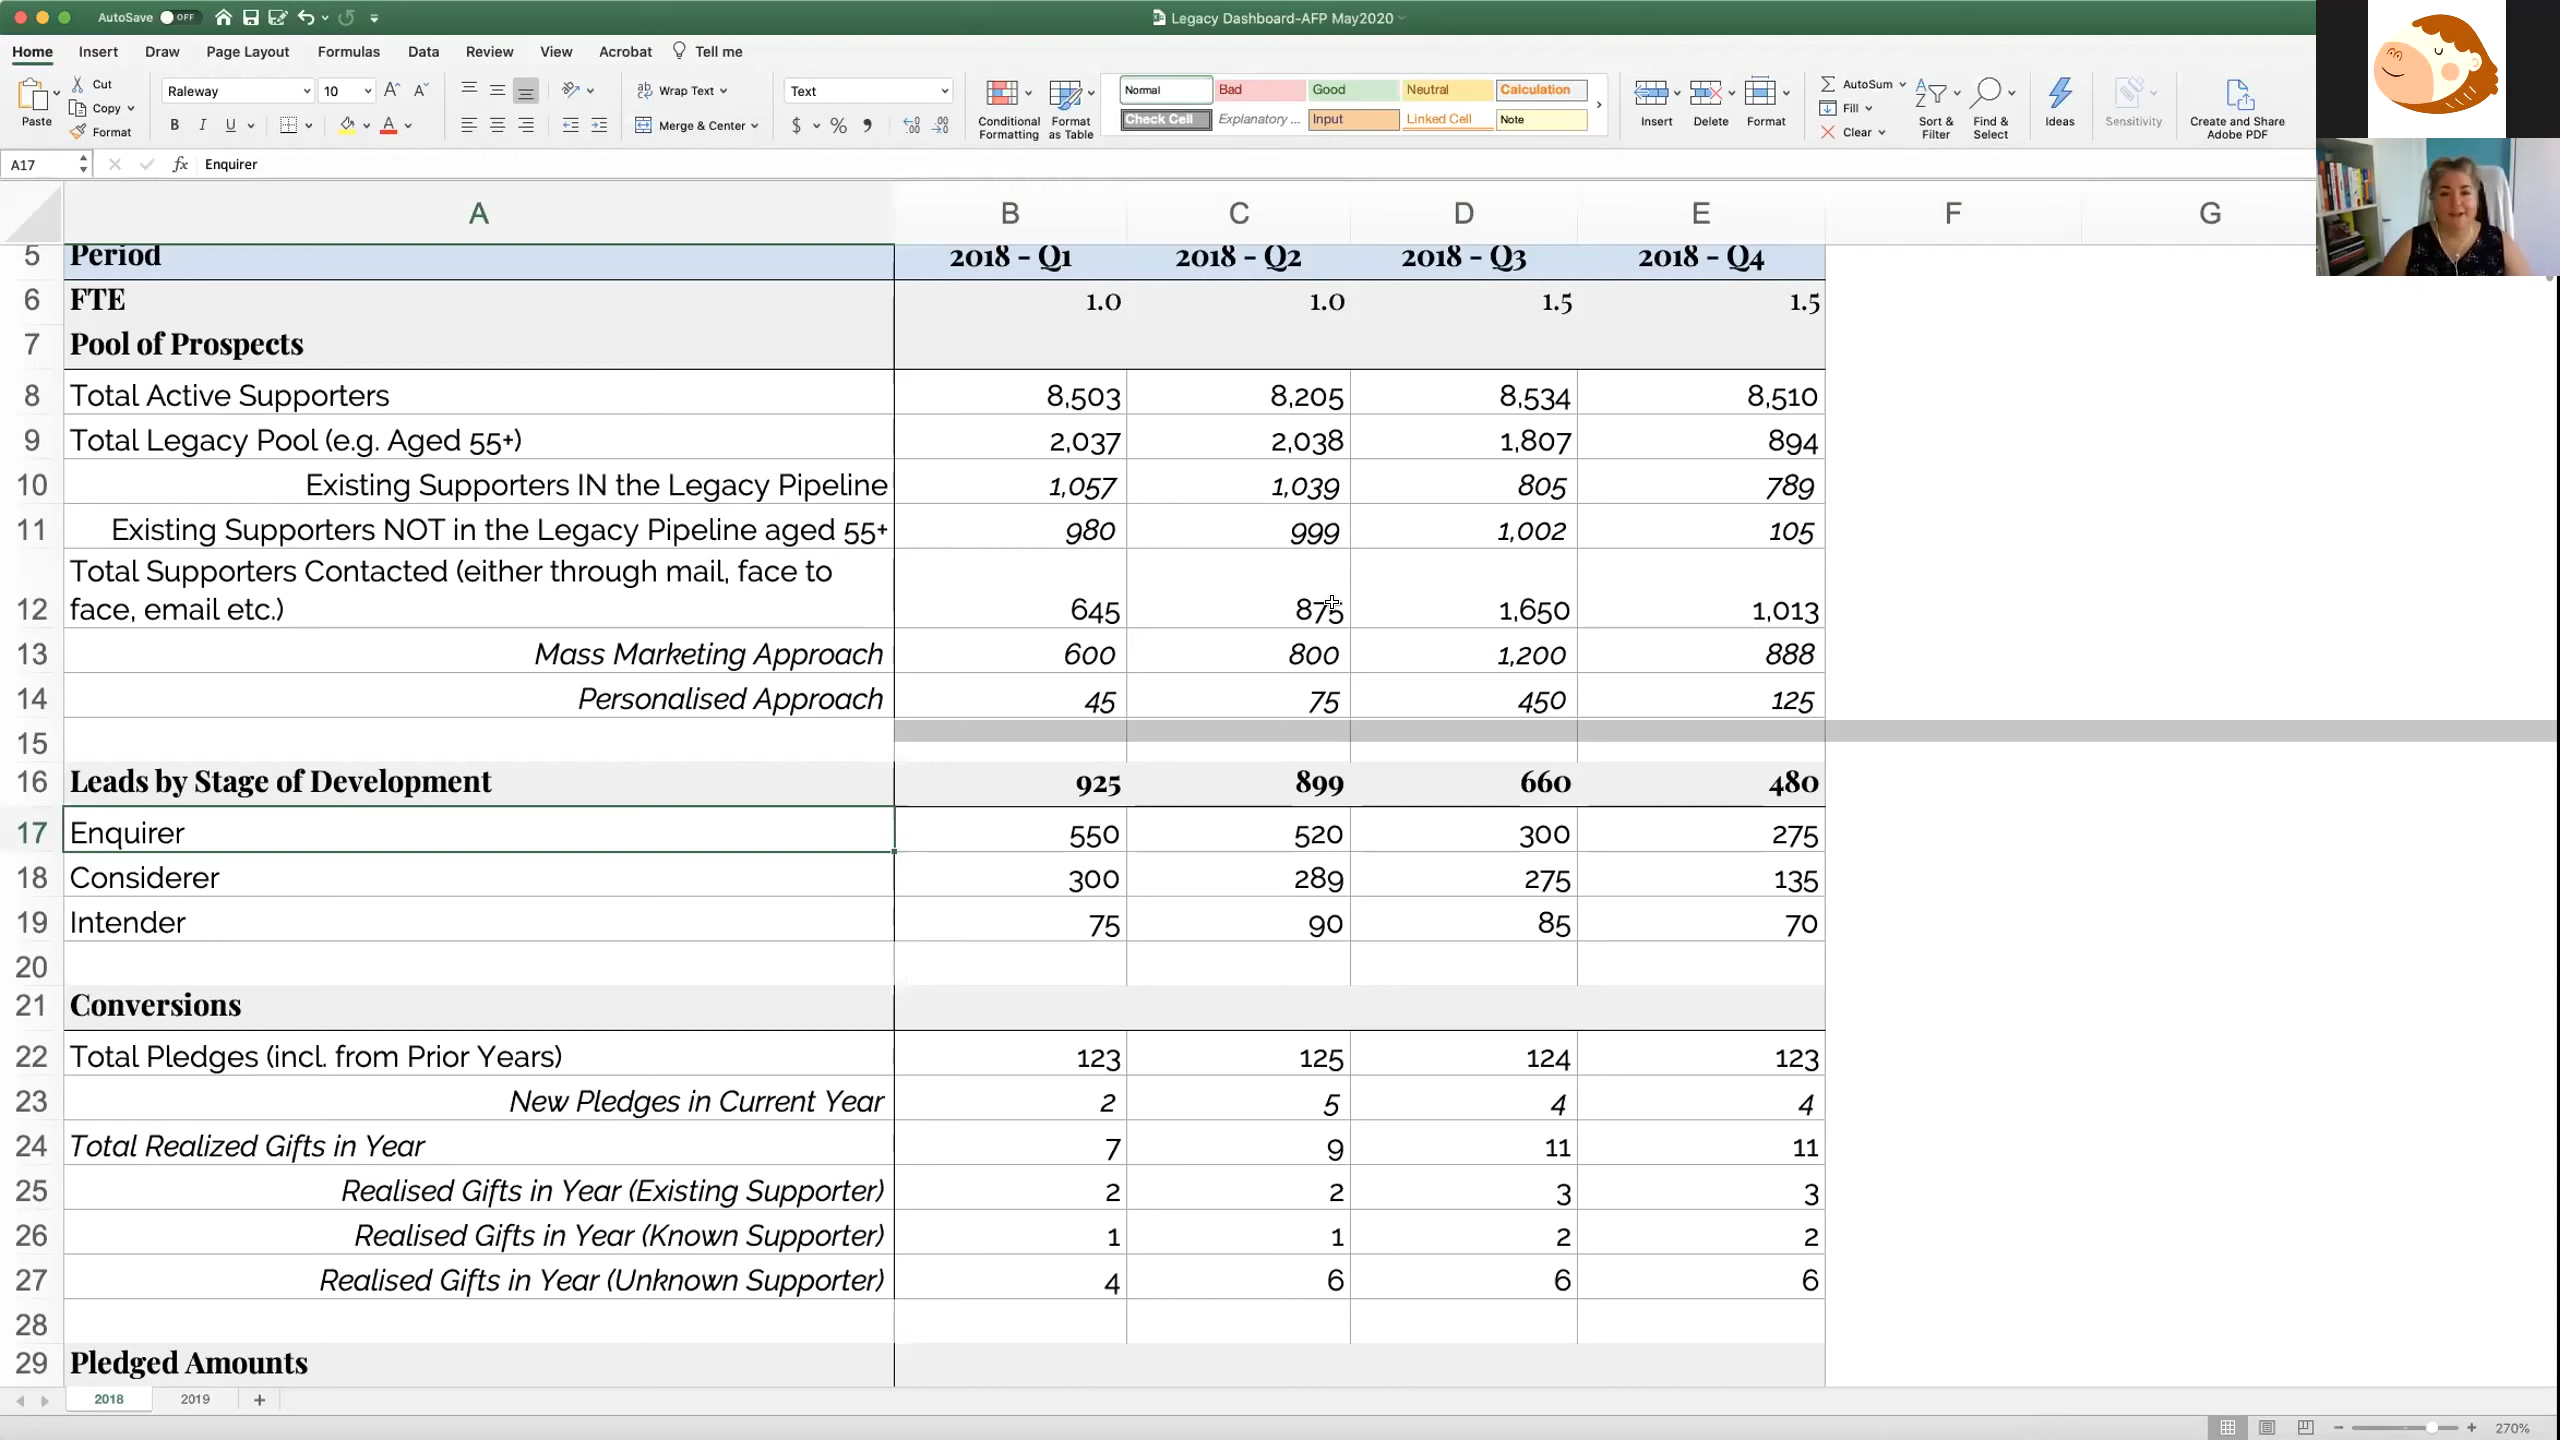 AutoSave OFF Legacy Dashboard-AFP May2020
Home Insert Draw Page Layout Formulas Data Review View Acrobat Tell me
Paste Cut Copy Format
Raleway 10 A^ A˅
B I U A
Wrap Text
Merge & Center
Text
$ % 9
Conditional Formatting
Format as Table
Normal Bad Good Neutral Calculation
Check Cell Explanatory ... Input Linked Cell Note
Insert Delete Format
AutoSum
Fill
Clear
Sort & Filter
Find & Select
Ideas
Sensitivity
Create and Share Adobe PDF
A17 fx Enquirer
A B C D E F G
5 Period 2018 - Q1 2018 - Q2 2018 - Q3 2018 - Q4
6 FTE 1.0 1.0 1.5 1.5
7 Pool of Prospects
8 Total Active Supporters 8,503 8,205 8,534 8,510
9 Total Legacy Pool (e.g. Aged 55+) 2,037 2,038 1,807 894
10 Existing Supporters IN the Legacy Pipeline 1,057 1,039 805 789
11 Existing Supporters NOT in the Legacy Pipeline aged 55+ 980 999 1,002 105
Total Supporters Contacted (either through mail, face to
12 face, email etc.) 645 875 1,650 1,013
13 Mass Marketing Approach 600 800 1,200 888
14 Personalised Approach 45 75 450 125
15
16 Leads by Stage of Development 925 899 660 480
17 Enquirer 550 520 300 275
18 Considerer 300 289 275 135
19 Intender 75 90 85 70
20
21 Conversions
22 Total Pledges (incl. from Prior Years) 123 125 124 123
23 New Pledges in Current Year 2 5 4 4
24 Total Realized Gifts in Year 7 9 11 11
25 Realised Gifts in Year (Existing Supporter) 2 2 3 3
26 Realised Gifts in Year (Known Supporter) 1 1 2 2
27 Realised Gifts in Year (Unknown Supporter) 4 6 6 6
28
29 Pledged Amounts
2018 2019 +
270%